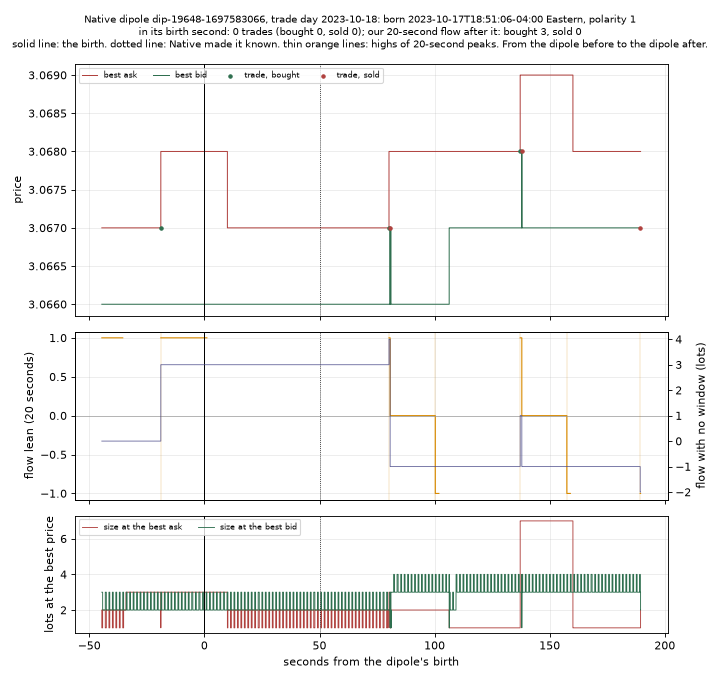 Native dipole dip-19648-1697583066, trade day 2023-10-18: born 2023-10-17T18:51:06-04:00 Eastern, polarity 1
in its birth second: 0 trades (bought 0, sold 0); our 20-second flow after it: bought 3, sold 0
solid line: the birth. dotted line: Native made it known. thin orange lines: highs of 20-second peaks. From the dipole before to the dipole after.
best ask best bid trade, bought trade, sold
3.0690
3.0685
3.0680
3.0675
3.0670
3.0665
3.0660
price
1.0
0.5
0.0
−0.5
−1.0
flow lean (20 seconds)
4
3
2
1
0
−1
−2
flow with no window (lots)
size at the best ask size at the best bid
6
4
2
lots at the best price
−50 0 50 100 150 200
seconds from the dipole's birth